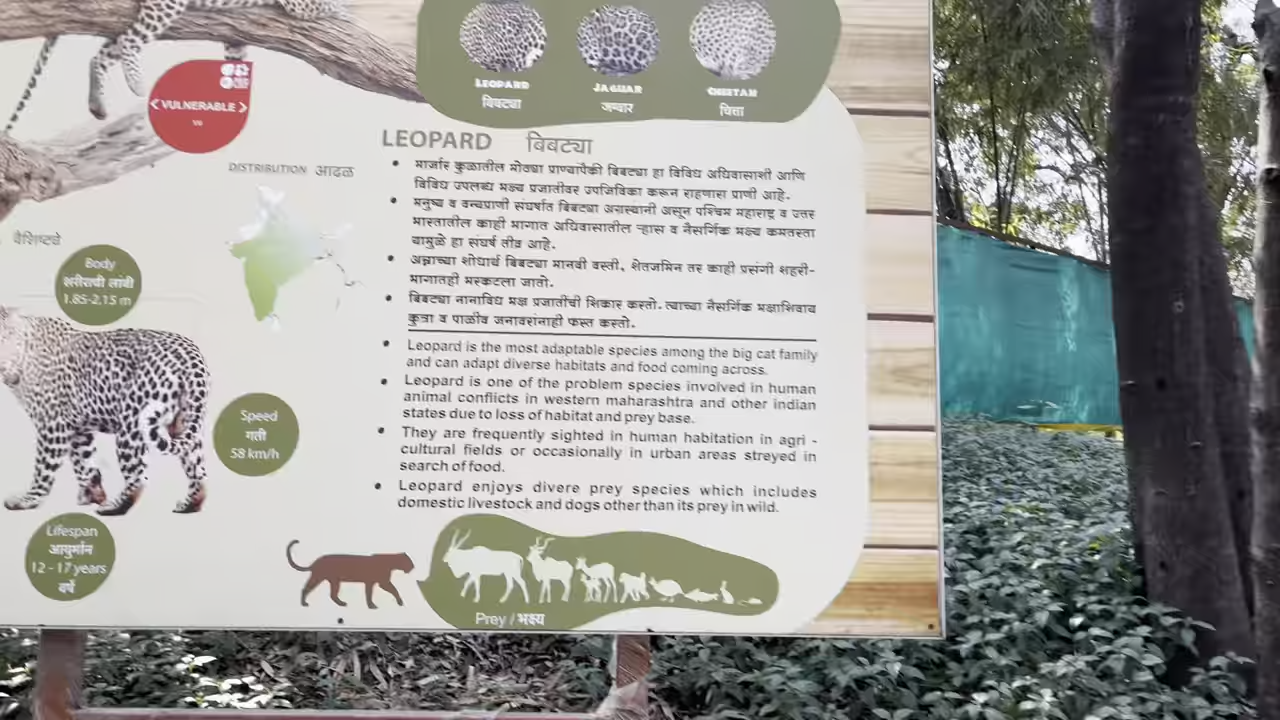 LEOPARD
JAGUAR
CHEETAH
बिबट्या
जग्वार
चित्ता
< VULNERABLE >
VU
LEOPARD बिबट्या
DISTRIBUTION आढळ
• मार्जार कुळातील मोठ्या प्राण्यांपैकी बिबट्या हा विविध अधिवासाशी आणि
विविध उपलब्ध भक्ष्य प्रजातींवर उपजिविका करून राहणारा प्राणी आहे.
• मनुष्य व वन्यप्राणी संघर्षात बिबट्या अग्रस्थानी असून पश्चिम महाराष्ट्र व उत्तर
भारतातील काही भागात अधिवासातील ऱ्हास व नैसर्गिक भक्ष्य कमतरता
यामुळे हा संघर्ष तीव्र आहे.
• अन्नाच्या शोधार्थ बिबट्या मानवी वस्ती, शेतजमिन तर काही प्रसंगी शहरी-
भागातही भरकटला जातो.
• बिबट्या नानाविध भक्ष प्रजातींची शिकार करतो. त्याच्या नैसर्गिक भक्षाशिवाय
कुत्रा व पाळीव जनावरांनाही फस्त करतो.
• Leopard is the most adaptable species among the big cat family
and can adapt diverse habitats and food coming across.
• Leopard is one of the problem species involved in human
animal conflicts in western maharashtra and other indian
states due to loss of habitat and prey base.
• They are frequently sighted in human habitation in agri -
cultural fields or occasionally in urban areas streyed in
search of food.
• Leopard enjoys divere prey species which includes
domestic livestock and dogs other than its prey in wild.
वैशिष्ट्ये
Body
शरीराची लांबी
1.85-2.15 m
Speed
गती
58 km/h
Lifespan
आयुर्मान
12 - 17 years
वर्षे
Prey / भक्ष्य